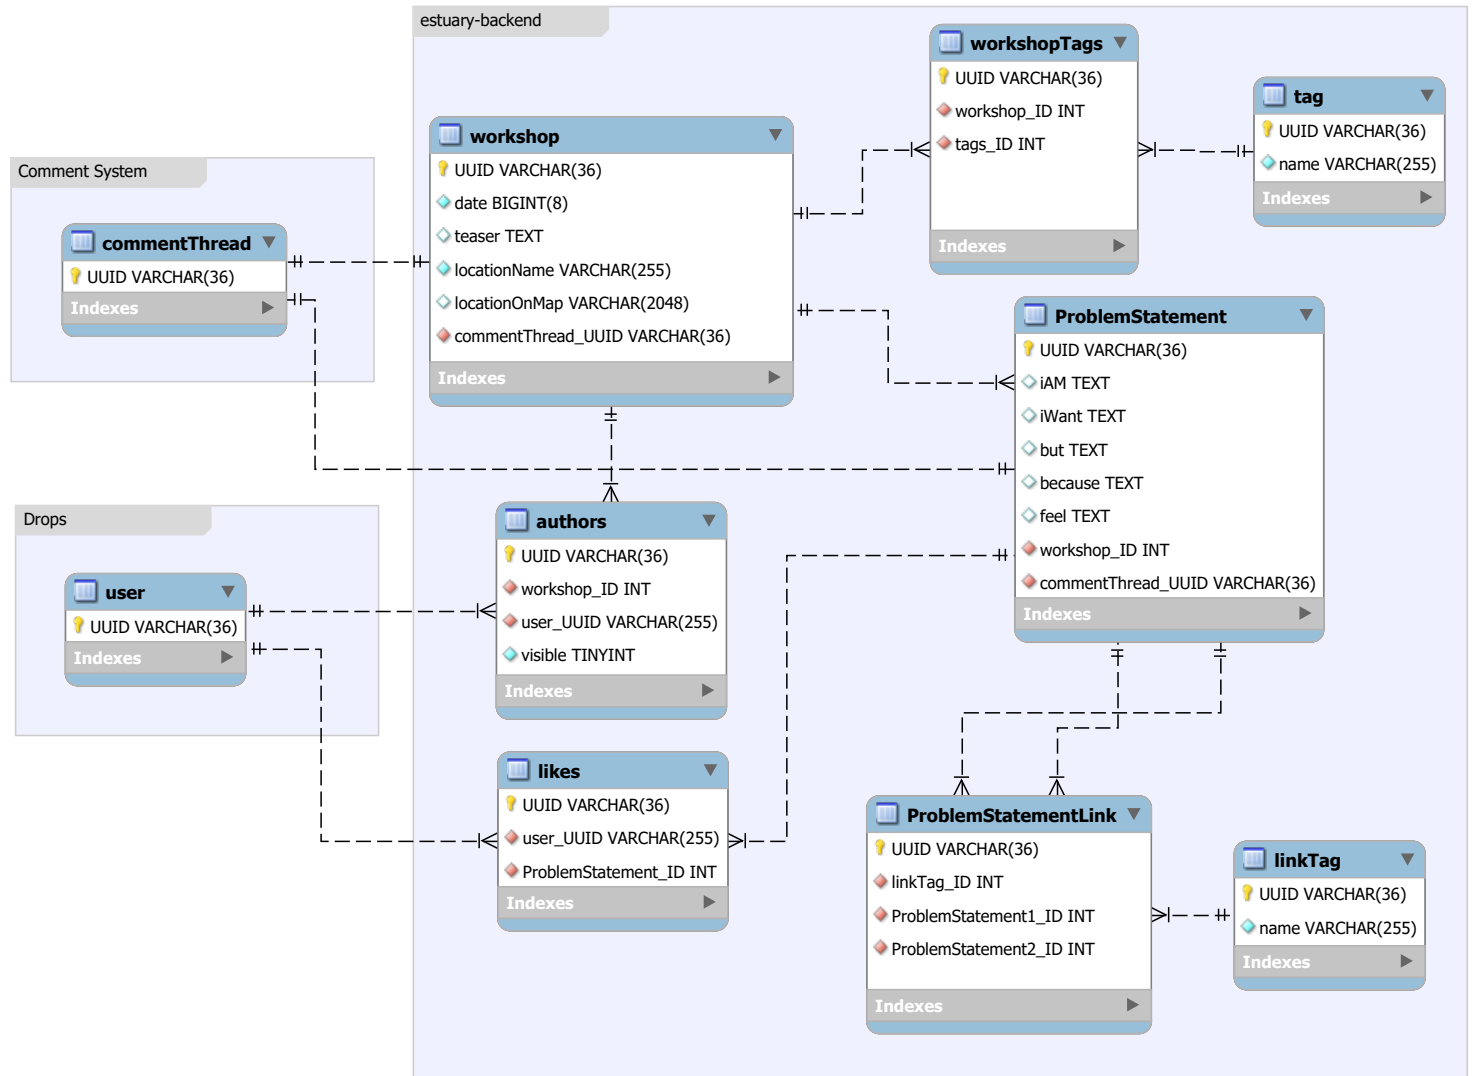 estuary-backend
workshopTags
UUID VARCHAR(36)
workshop_ID INT
tags_ID INT
Indexes
tag
UUID VARCHAR(36)
name VARCHAR(255)
Indexes
workshop
UUID VARCHAR(36)
date BIGINT(8)
teaser TEXT
locationName VARCHAR(255)
locationOnMap VARCHAR(2048)
commentThread_UUID VARCHAR(36)
Indexes
Comment System
commentThread
UUID VARCHAR(36)
Indexes
ProblemStatement
UUID VARCHAR(36)
iAM TEXT
iWant TEXT
but TEXT
because TEXT
feel TEXT
workshop_ID INT
commentThread_UUID VARCHAR(36)
Indexes
Drops
user
UUID VARCHAR(36)
Indexes
authors
UUID VARCHAR(36)
workshop_ID INT
user_UUID VARCHAR(255)
visible TINYINT
Indexes
likes
UUID VARCHAR(36)
user_UUID VARCHAR(255)
ProblemStatement_ID INT
Indexes
ProblemStatementLink
UUID VARCHAR(36)
linkTag_ID INT
ProblemStatement1_ID INT
ProblemStatement2_ID INT
Indexes
linkTag
UUID VARCHAR(36)
name VARCHAR(255)
Indexes